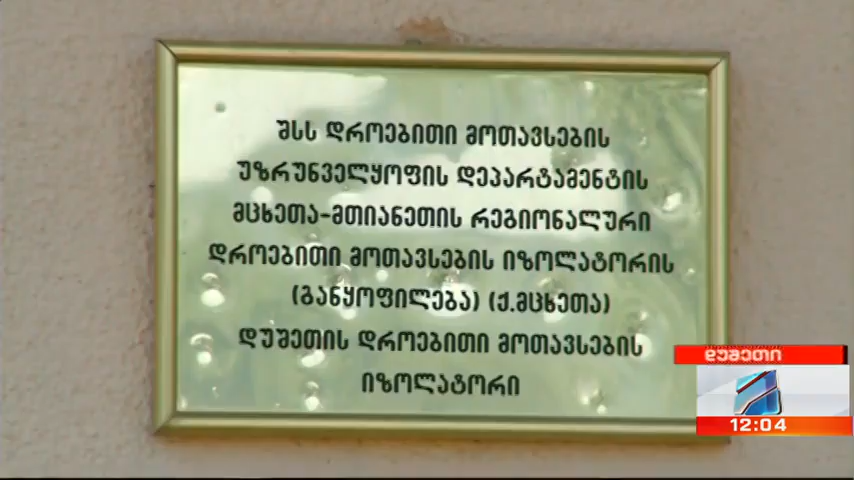 შსს დროებითი მოთავსების
უზრუნველყოფის დეპარტამენტის
მცხეთა-მთიანეთის რეგიონალური
დროებითი მოთავსების იზოლატორის
(განყოფილება) (ქ.მცხეთა)
დუშეთის დროებითი მოთავსების
იზოლატორი
დუშეთი
12:04